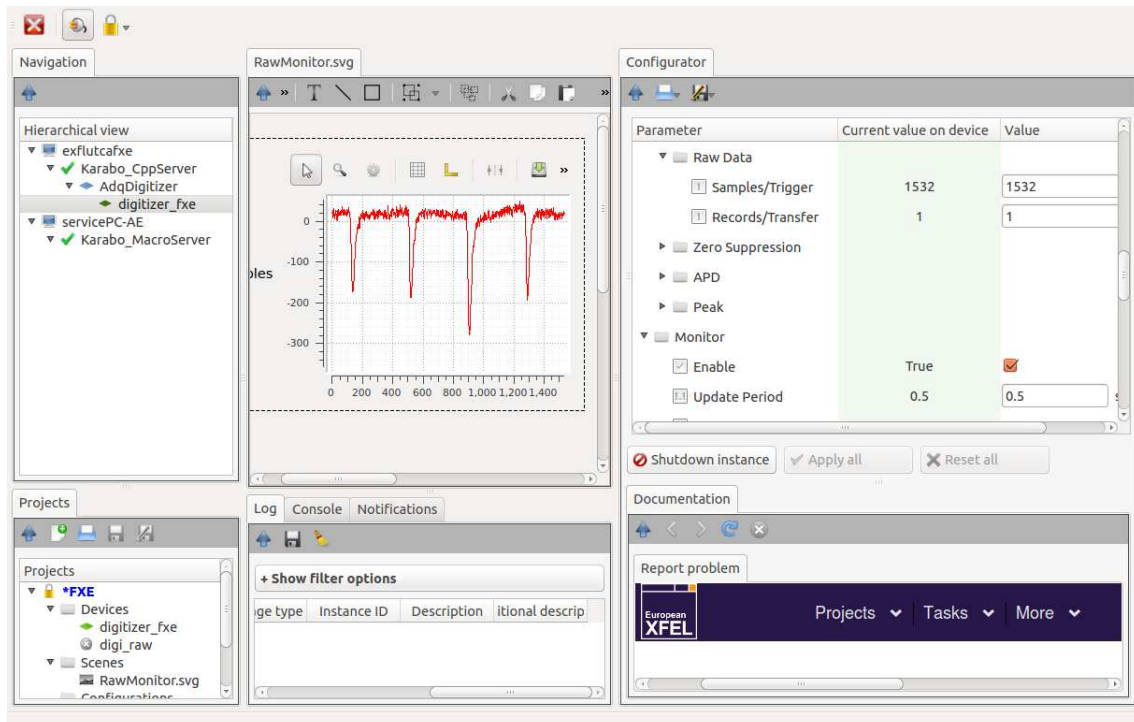 Navigation
Hierarchical view
exflutcafxe
Karabo_CppServer
AdqDigitizer
digitizer_fxe
servicePC-AE
Karabo_MacroServer
RawMonitor.svg
»
T
»
»
0
-100
-200
-300
0 200 400 600 800 1,000 1,200 1,400
bles
Configurator
Parameter Current value on device Value
Raw Data
Samples/Trigger 1532 1532
Records/Transfer 1 1
Zero Suppression
APD
Peak
Monitor
Enable True
Update Period 0.5 0.5 s
Shutdown instance Apply all Reset all
Projects
Projects
*FXE
Devices
digitizer_fxe
digi_raw
Scenes
RawMonitor.svg
Configurations
Log Console Notifications
+ Show filter options
ge type Instance ID Description itional descrip
Documentation
Report problem
European
XFEL
Projects Tasks More